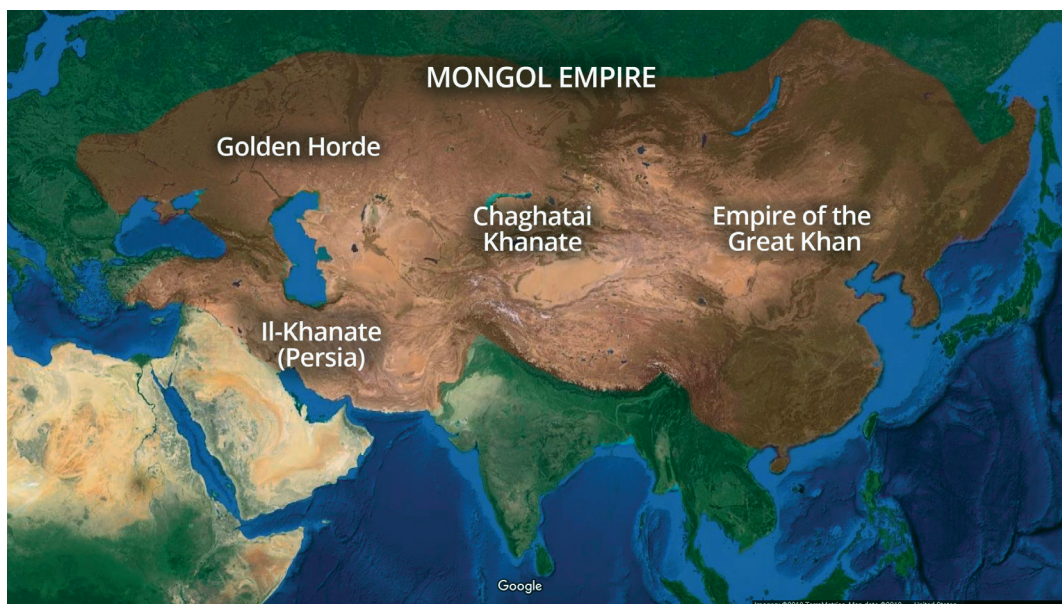 MONGOL EMPIRE
Golden Horde
Chaghatai
Khanate
Empire of the
Great Khan
Il-Khanate
(Persia)
Google